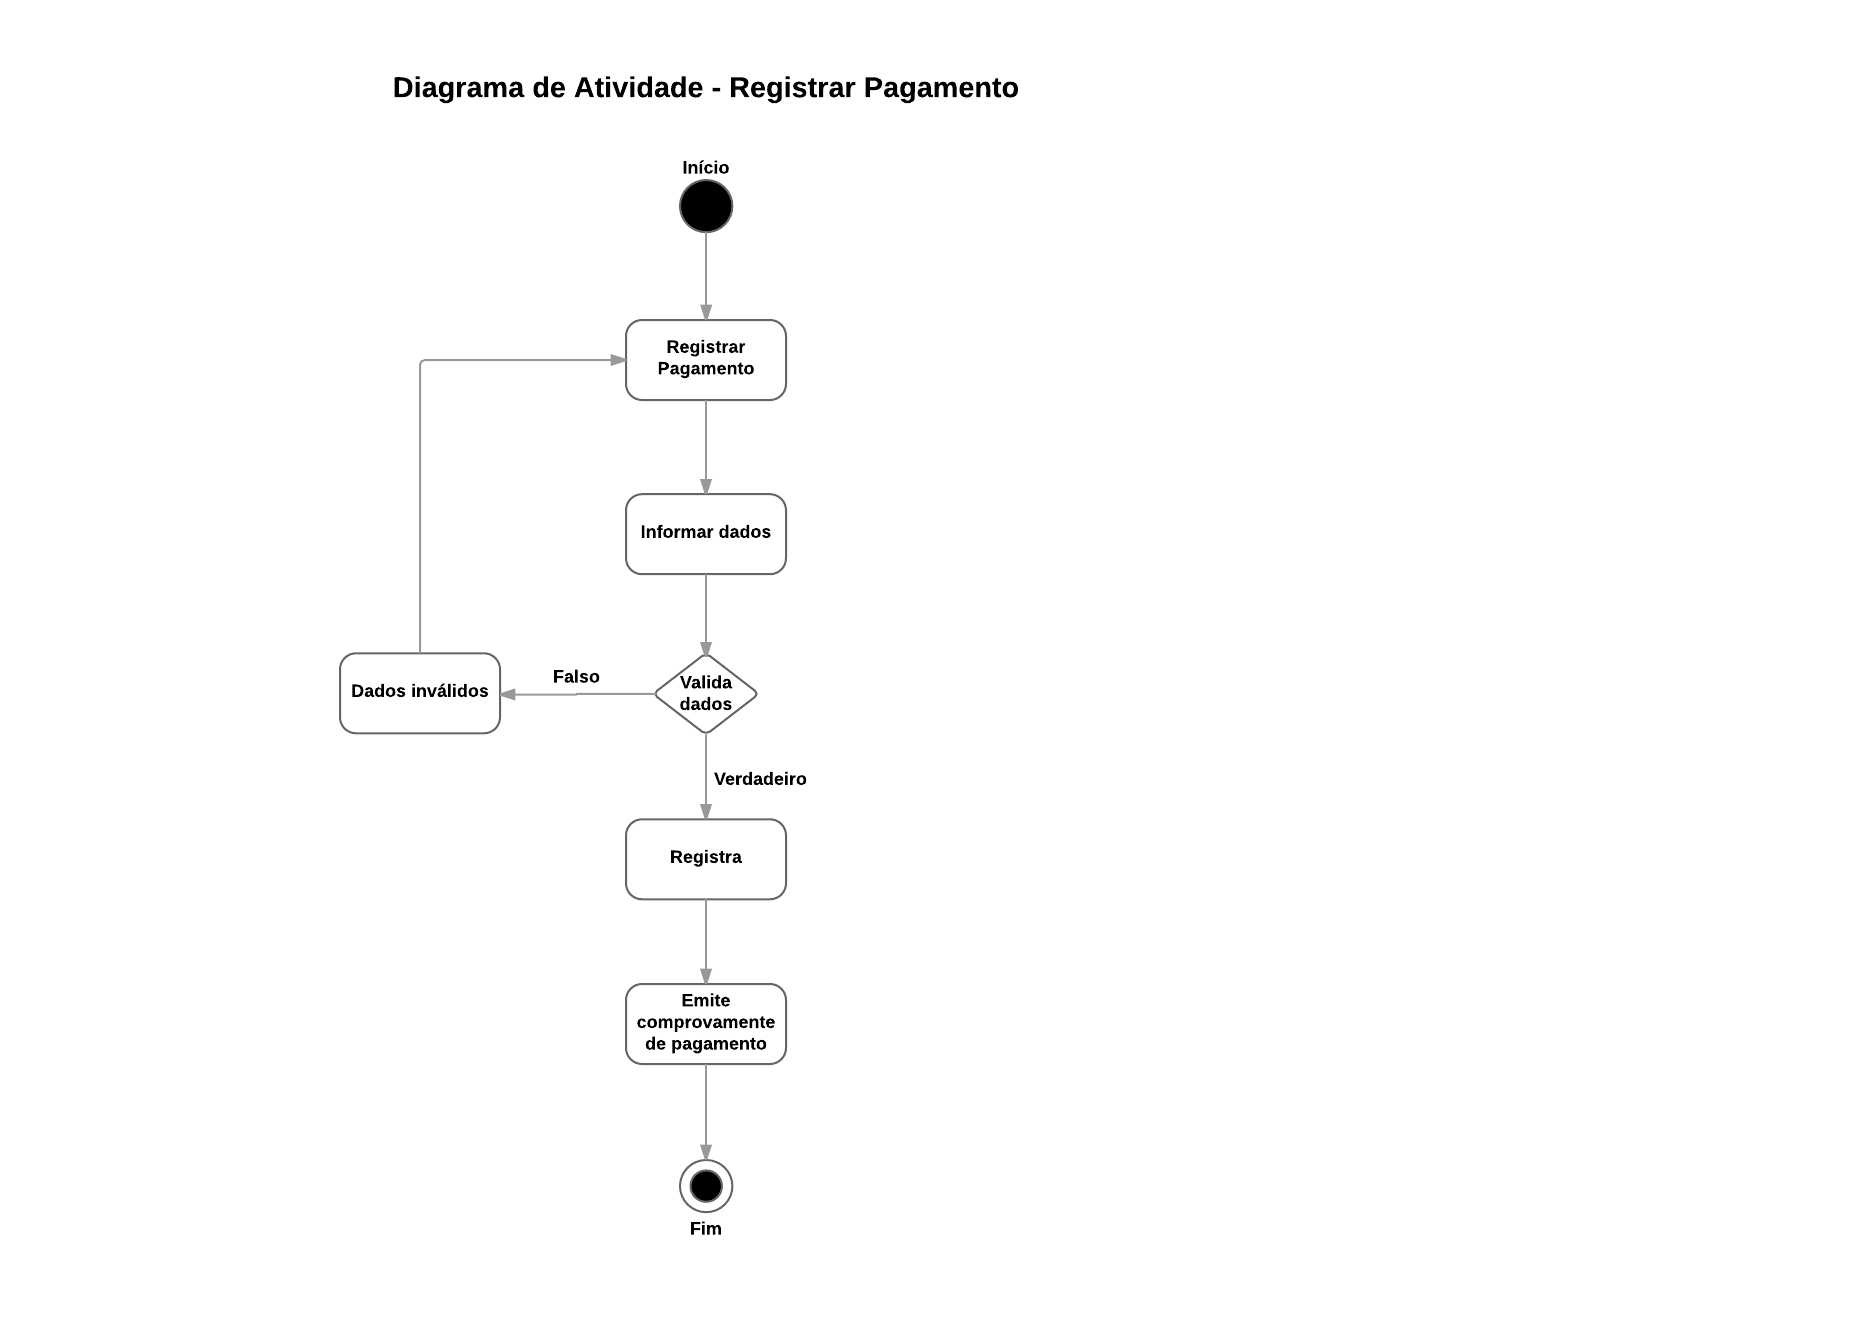 Diagrama de Atividade - Registrar Pagamento
Início
Registrar
Pagamento
Informar dados
Valida
dados
Falso
Dados inválidos
Verdadeiro
Registra
Emite
comprovamente
de pagamento
Fim